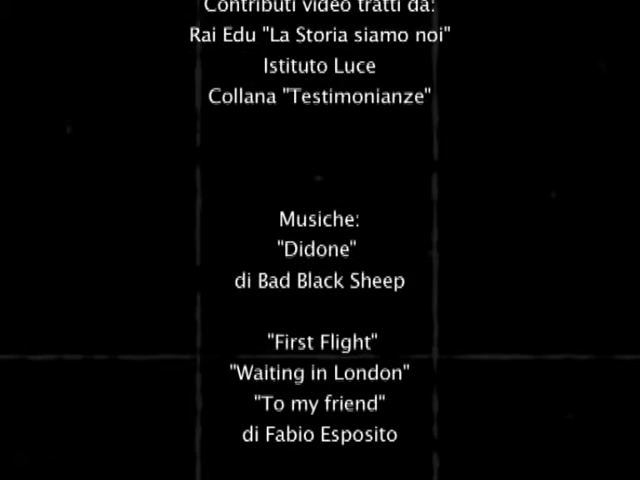 Contributi video tratti da:
Rai Edu "La Storia siamo noi"
Istituto Luce
Collana "Testimonianze"
Musiche:
"Didone"
di Bad Black Sheep
"First Flight"
"Waiting in London"
"To my friend"
di Fabio Esposito